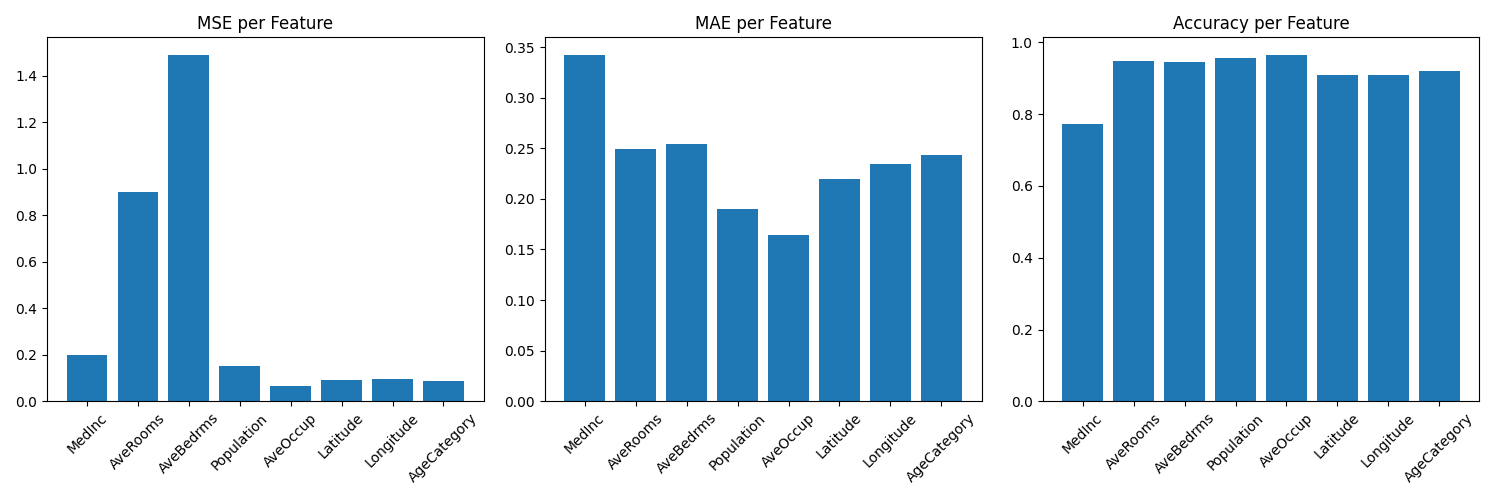 MSE per Feature
1.4
1.2
1.0
0.8
0.6
0.4
0.2
0.0
MedInc
AveRooms
AveBedrms
Population
AveOccup
Latitude
Longitude
AgeCategory
MAE per Feature
0.35
0.30
0.25
0.20
0.15
0.10
0.05
0.00
MedInc
AveRooms
AveBedrms
Population
AveOccup
Latitude
Longitude
AgeCategory
Accuracy per Feature
1.0
0.8
0.6
0.4
0.2
0.0
MedInc
AveRooms
AveBedrms
Population
AveOccup
Latitude
Longitude
AgeCategory